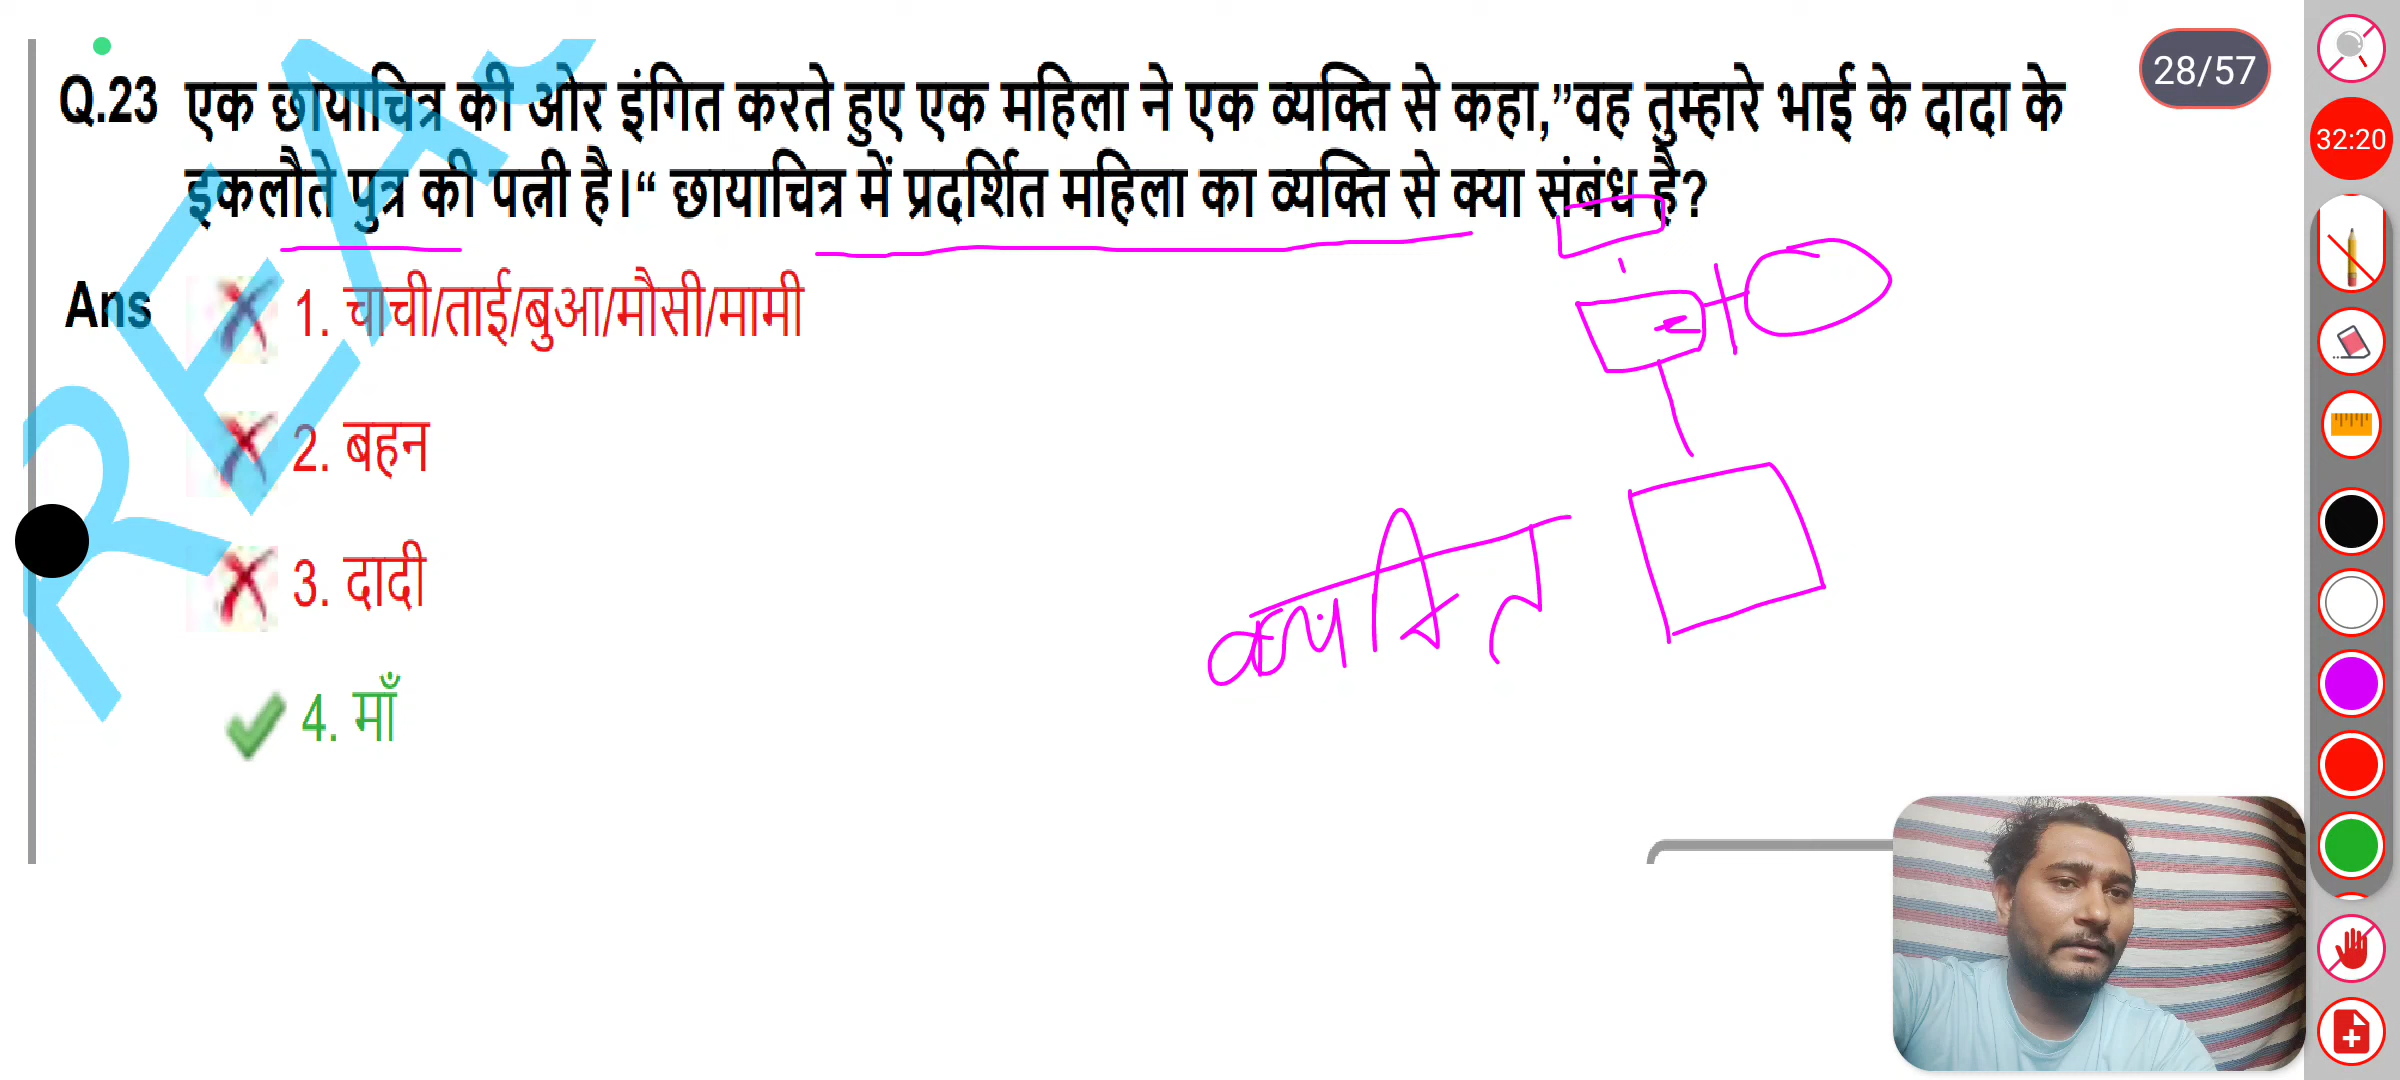 28/57
Q.23 एक छायाचित्र की ओर इंगित करते हुए एक महिला ने एक व्यक्ति से कहा,”वह तुम्हारे भाई के दादा के
इकलौते पुत्र की पत्नी है।“ छायाचित्र में प्रदर्शित महिला का व्यक्ति से क्या संबंध है?
32:20
Ans 1. चाची/ताई/बुआ/मौसी/मामी
2. बहन
3. दादी
4. माँ